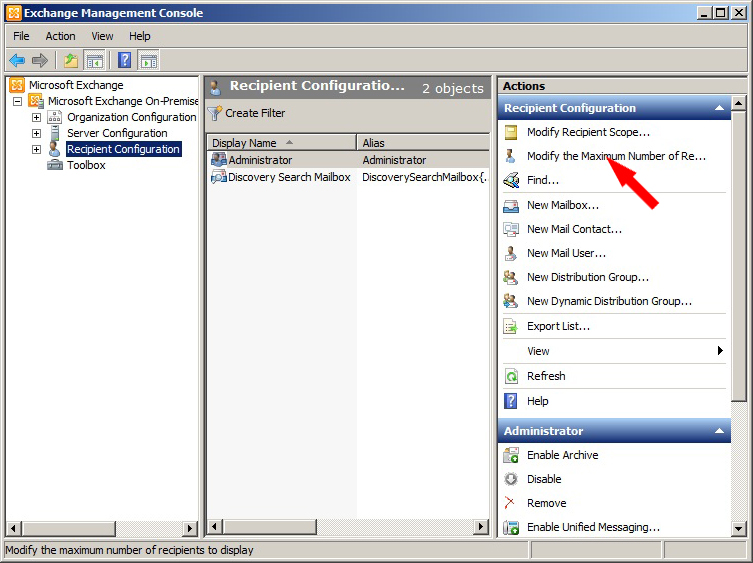 Exchange Management Console
File Action View Help
Microsoft Exchange
Microsoft Exchange On-Premise
Organization Configuration
Server Configuration
Recipient Configuration
Toolbox
Recipient Configuratio... 2 objects
Create Filter
Display Name Alias
Administrator Administrator
Discovery Search Mailbox DiscoverySearchMailbox{.
Actions
Recipient Configuration
Modify Recipient Scope...
Modify the Maximum Number of Re...
Find...
New Mailbox...
New Mail Contact...
New Mail User...
New Distribution Group...
New Dynamic Distribution Group...
Export List...
View
Refresh
Help
Administrator
Enable Archive
Disable
Remove
Enable Unified Messaging...
Modify the maximum number of recipients to display